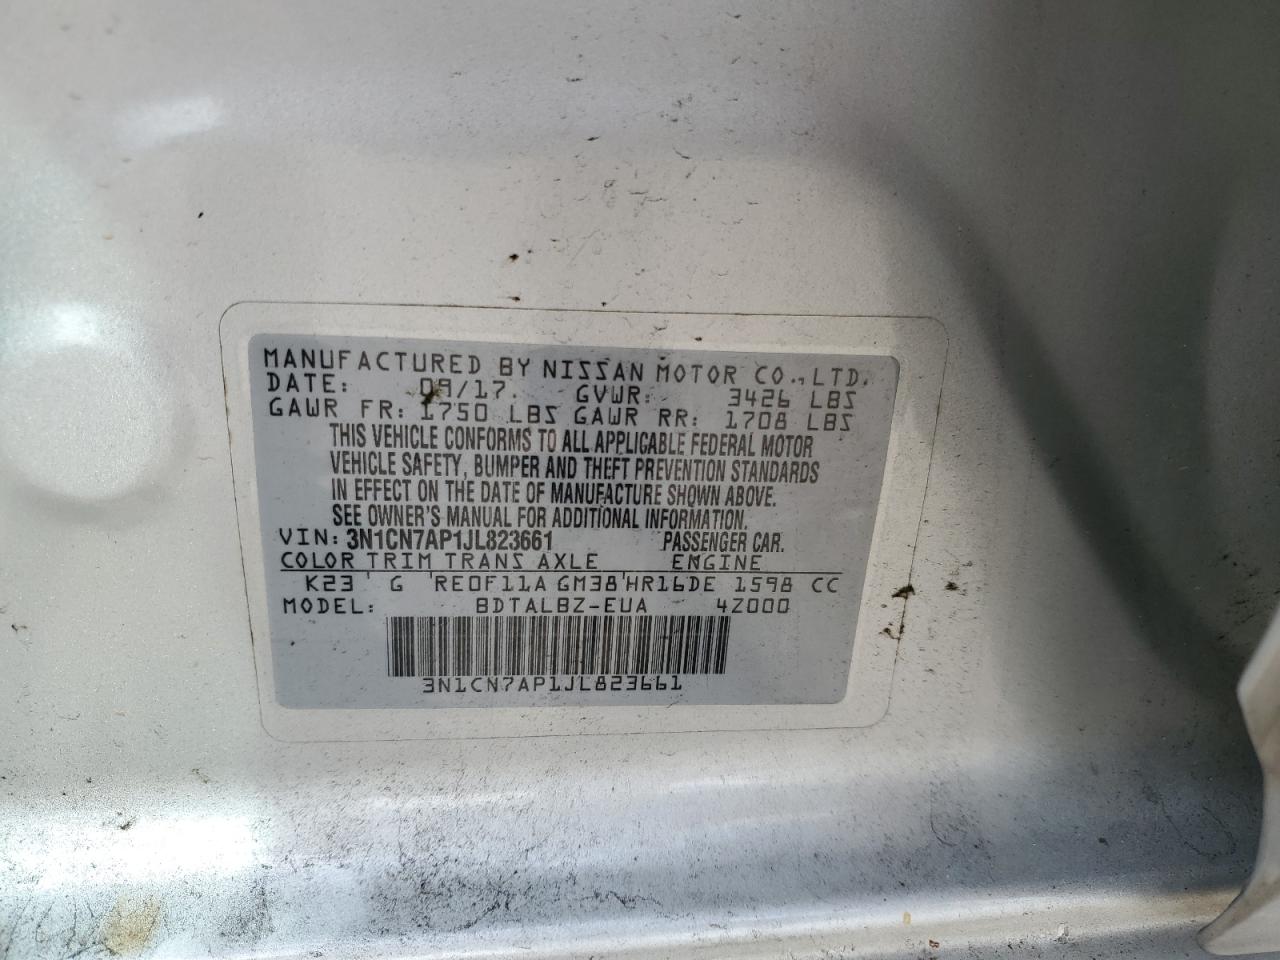 MANUFACTURED BY NISSAN MOTOR CO., LTD.
DATE: 09/17. GVWR: 3426 LBS
GAWR FR: 1750 LBS GAWR RR: 1708 LBS
THIS VEHICLE CONFORMS TO ALL APPLICABLE FEDERAL MOTOR
VEHICLE SAFETY, BUMPER AND THEFT PREVENTION STANDARDS
IN EFFECT ON THE DATE OF MANUFACTURE SHOWN ABOVE.
SEE OWNER'S MANUAL FOR ADDITIONAL INFORMATION.
VIN: 3N1CN7AP1JL823661 PASSENGER CAR.
COLOR TRIM TRANS AXLE ENGINE
K23 ' G 'RE0F11A GM38'HR16DE 1598 CC
MODEL: BDTALBZ-EUA 4Z000
3N1CN7AP1JL823661